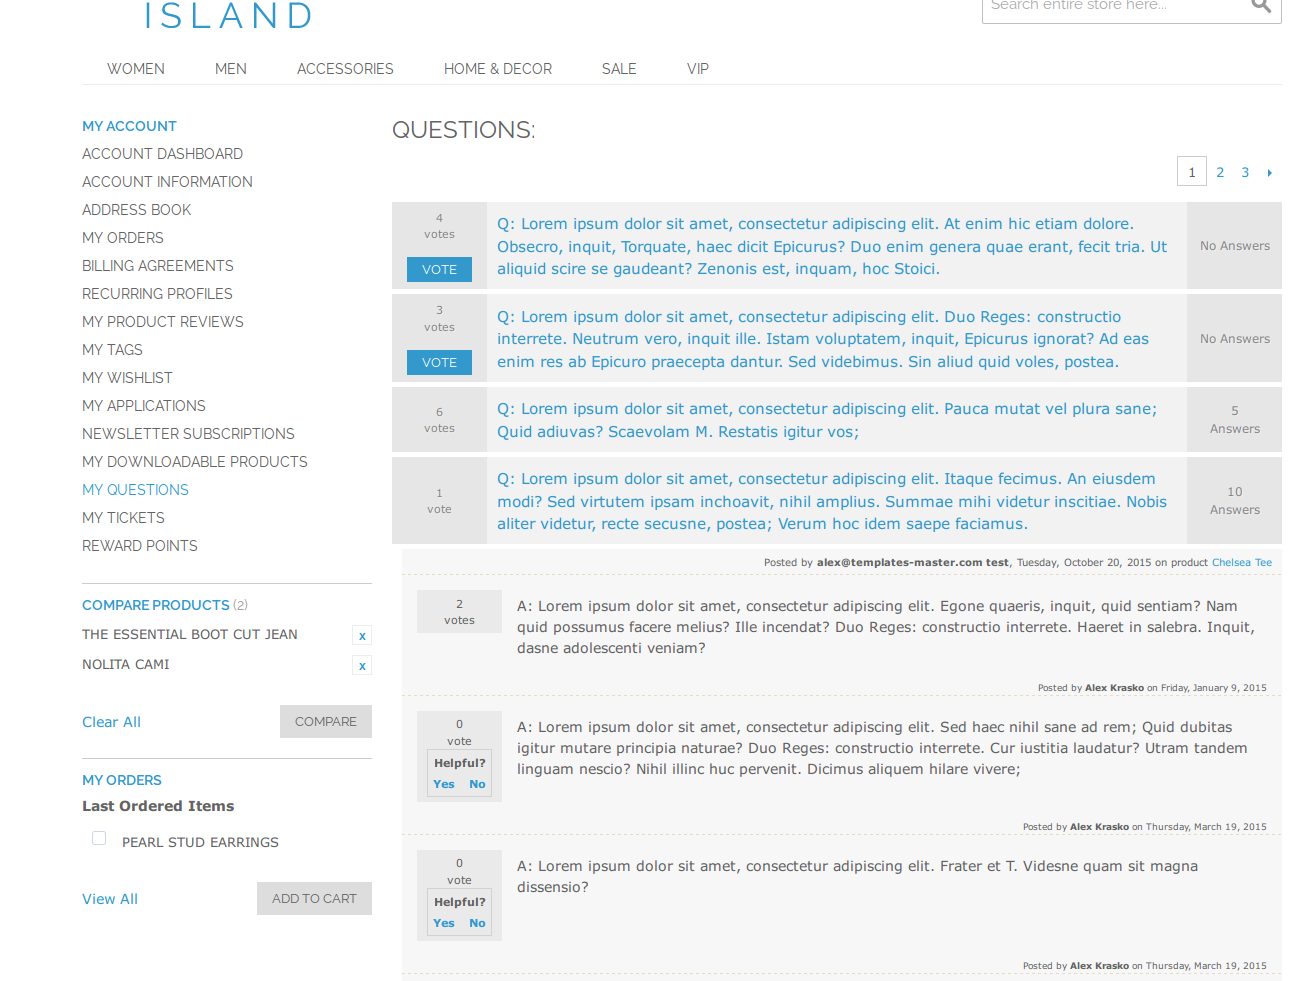 ISLAND
Search entire store here...
WOMEN MEN ACCESSORIES HOME & DECOR SALE VIP
MY ACCOUNT
ACCOUNT DASHBOARD
ACCOUNT INFORMATION
ADDRESS BOOK
MY ORDERS
BILLING AGREEMENTS
RECURRING PROFILES
MY PRODUCT REVIEWS
MY TAGS
MY WISHLIST
MY APPLICATIONS
NEWSLETTER SUBSCRIPTIONS
MY DOWNLOADABLE PRODUCTS
MY QUESTIONS
MY TICKETS
REWARD POINTS
COMPARE PRODUCTS (2)
THE ESSENTIAL BOOT CUT JEAN x
NOLITA CAMI x
Clear All COMPARE
MY ORDERS
Last Ordered Items
PEARL STUD EARRINGS
View All ADD TO CART
QUESTIONS:
1 2 3
4
votes
VOTE
Q: Lorem ipsum dolor sit amet, consectetur adipiscing elit. At enim hic etiam dolore.
Obsecro, inquit, Torquate, haec dicit Epicurus? Duo enim genera quae erant, fecit tria. Ut
aliquid scire se gaudeant? Zenonis est, inquam, hoc Stoici.
No Answers
3
votes
VOTE
Q: Lorem ipsum dolor sit amet, consectetur adipiscing elit. Duo Reges: constructio
interrete. Neutrum vero, inquit ille. Istam voluptatem, inquit, Epicurus ignorat? Ad eas
enim res ab Epicuro praecepta dantur. Sed videbimus. Sin aliud quid voles, postea.
No Answers
6
votes
Q: Lorem ipsum dolor sit amet, consectetur adipiscing elit. Pauca mutat vel plura sane;
Quid adiuvas? Scaevolam M. Restatis igitur vos;
5
Answers
1
vote
Q: Lorem ipsum dolor sit amet, consectetur adipiscing elit. Itaque fecimus. An eiusdem
modi? Sed virtutem ipsam inchoavit, nihil amplius. Summae mihi videtur inscitiae. Nobis
aliter videtur, recte secusne, postea; Verum hoc idem saepe faciamus.
10
Answers
Posted by alex@templates-master.com test, Tuesday, October 20, 2015 on product Chelsea Tee
2
votes
A: Lorem ipsum dolor sit amet, consectetur adipiscing elit. Egone quaeris, inquit, quid sentiam? Nam
quid possumus facere melius? Ille incendat? Duo Reges: constructio interrete. Haeret in salebra. Inquit,
dasne adolescenti veniam?
Posted by Alex Krasko on Friday, January 9, 2015
0
vote
Helpful?
Yes No
A: Lorem ipsum dolor sit amet, consectetur adipiscing elit. Sed haec nihil sane ad rem; Quid dubitas
igitur mutare principia naturae? Duo Reges: constructio interrete. Cur iustitia laudatur? Utram tandem
linguam nescio? Nihil illinc huc pervenit. Dicimus aliquem hilare vivere;
Posted by Alex Krasko on Thursday, March 19, 2015
0
vote
Helpful?
Yes No
A: Lorem ipsum dolor sit amet, consectetur adipiscing elit. Frater et T. Videsne quam sit magna
dissensio?
Posted by Alex Krasko on Thursday, March 19, 2015